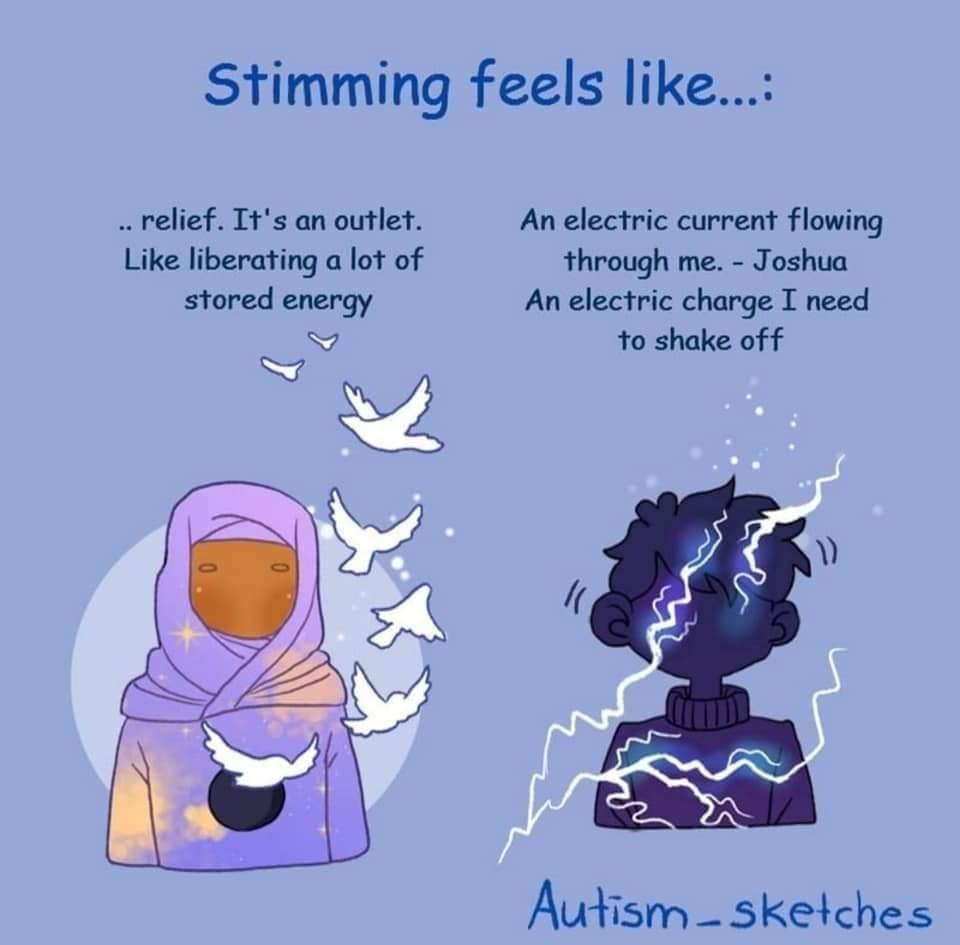 Stimming feels like...:
.. relief. It's an outlet.
Like liberating a lot of
stored energy
An electric current flowing
through me. - Joshua
An electric charge I need
to shake off
Autism_sketches